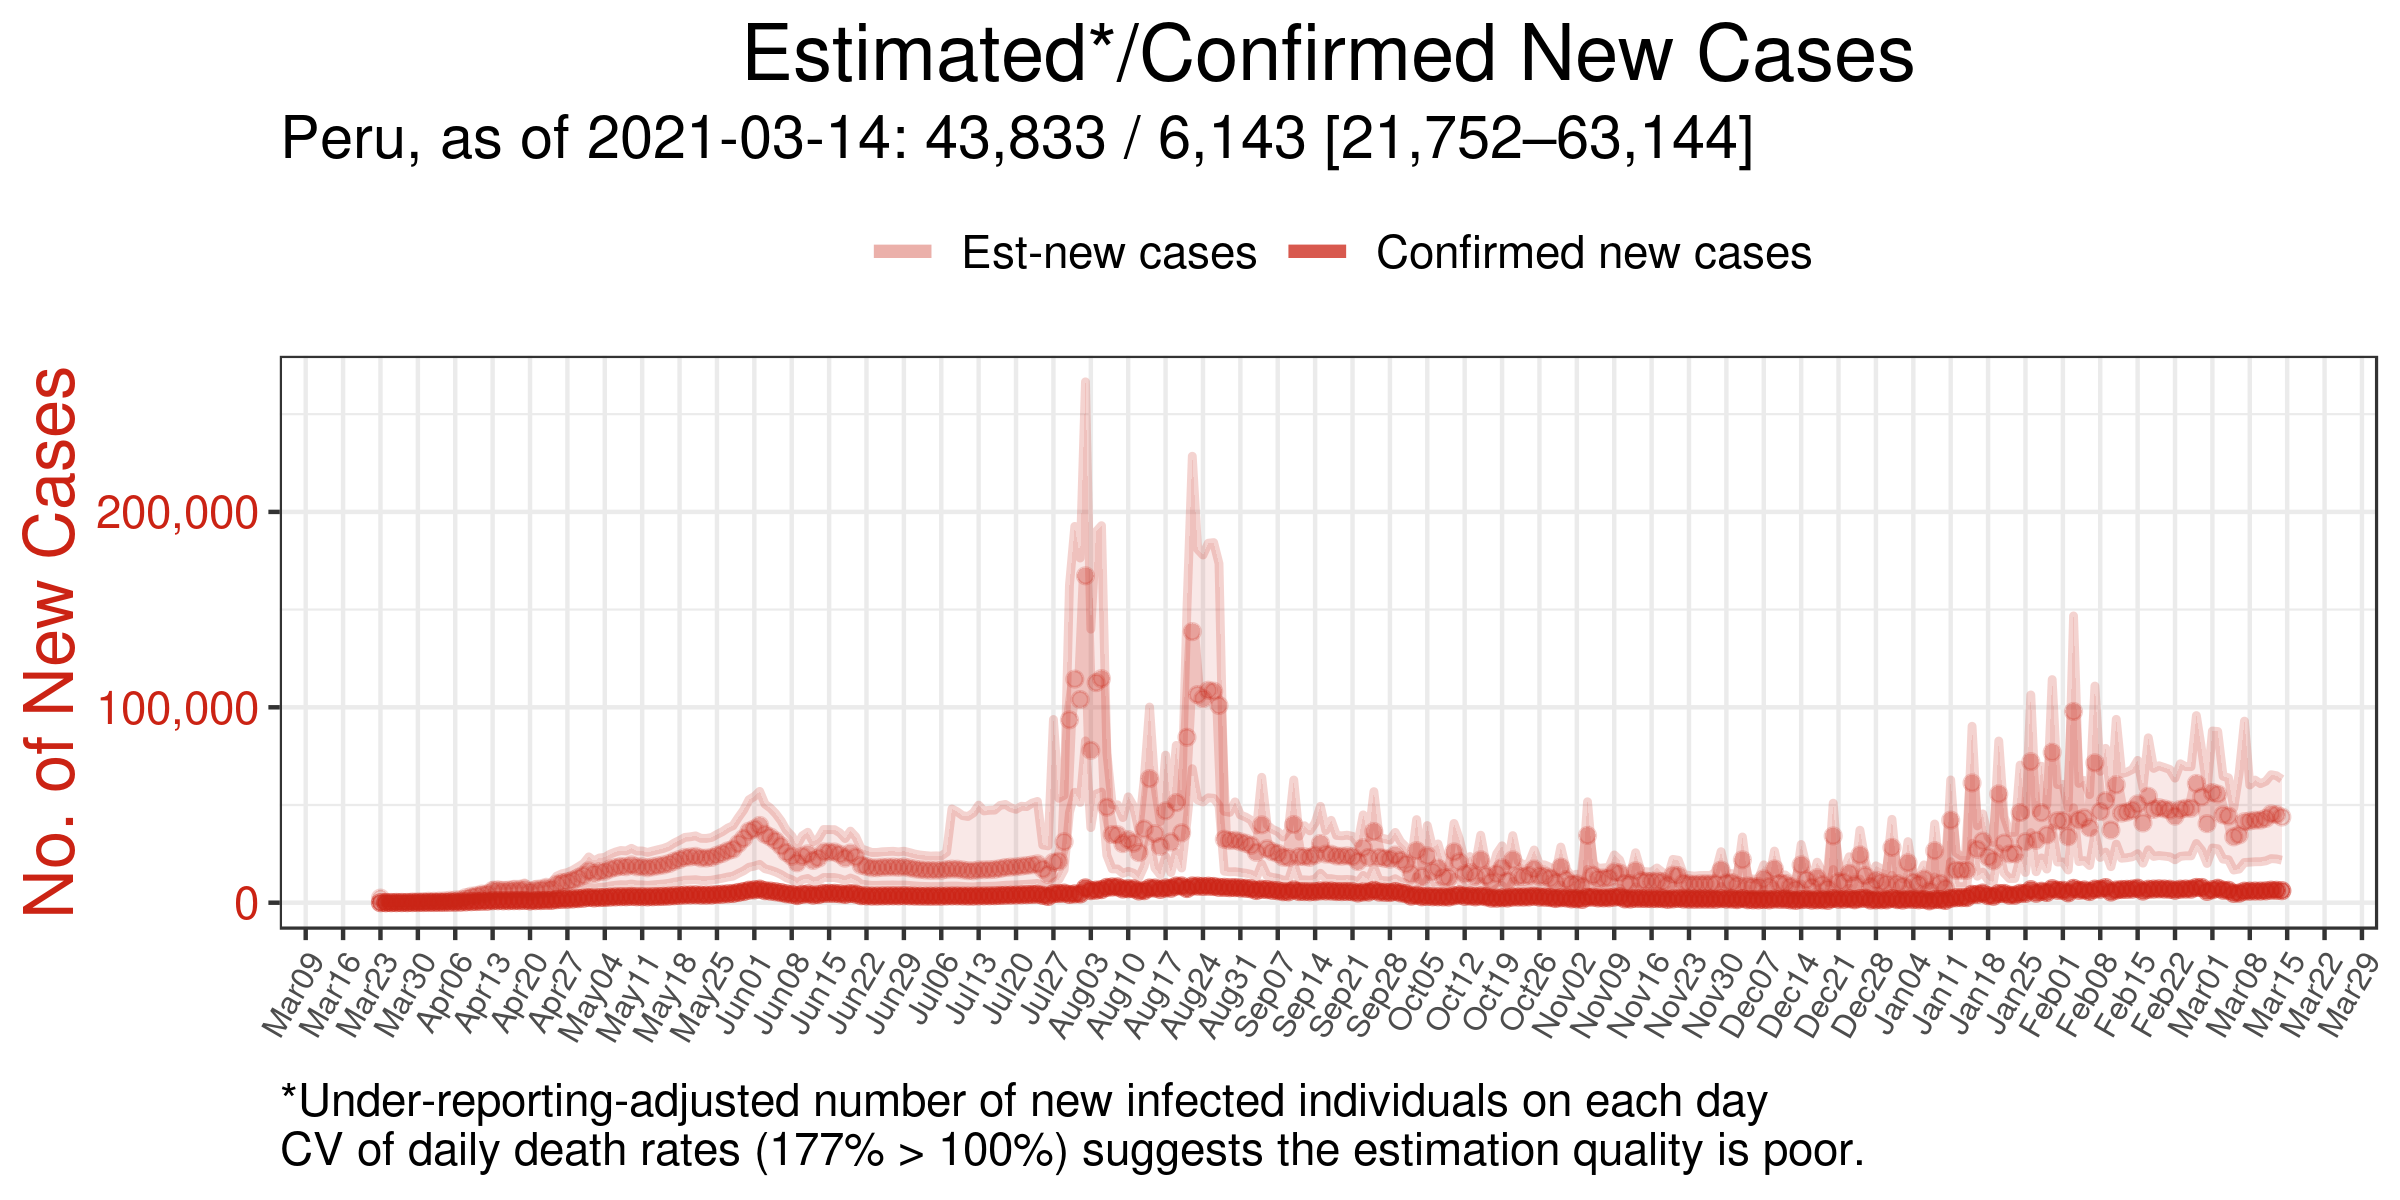 Estimated*/Confirmed New Cases
Peru, as of 2021-03-14: 43,833 / 6,143 [21,752–63,144]
Est-new cases Confirmed new cases
No. of New Cases
200,000
100,000
0
Mar09 Mar16 Mar23 Mar30 Apr06 Apr13 Apr20 Apr27 May04 May11 May18 May25 Jun01 Jun08 Jun15 Jun22 Jun29 Jul06 Jul13 Jul20 Jul27 Aug03 Aug10 Aug17 Aug24 Aug31 Sep07 Sep14 Sep21 Sep28 Oct05 Oct12 Oct19 Oct26 Nov02 Nov09 Nov16 Nov23 Nov30 Dec07 Dec14 Dec21 Dec28 Jan04 Jan11 Jan18 Jan25 Feb01 Feb08 Feb15 Feb22 Mar01 Mar08 Mar15 Mar22 Mar29
*Under-reporting-adjusted number of new infected individuals on each day
CV of daily death rates (177% > 100%) suggests the estimation quality is poor.